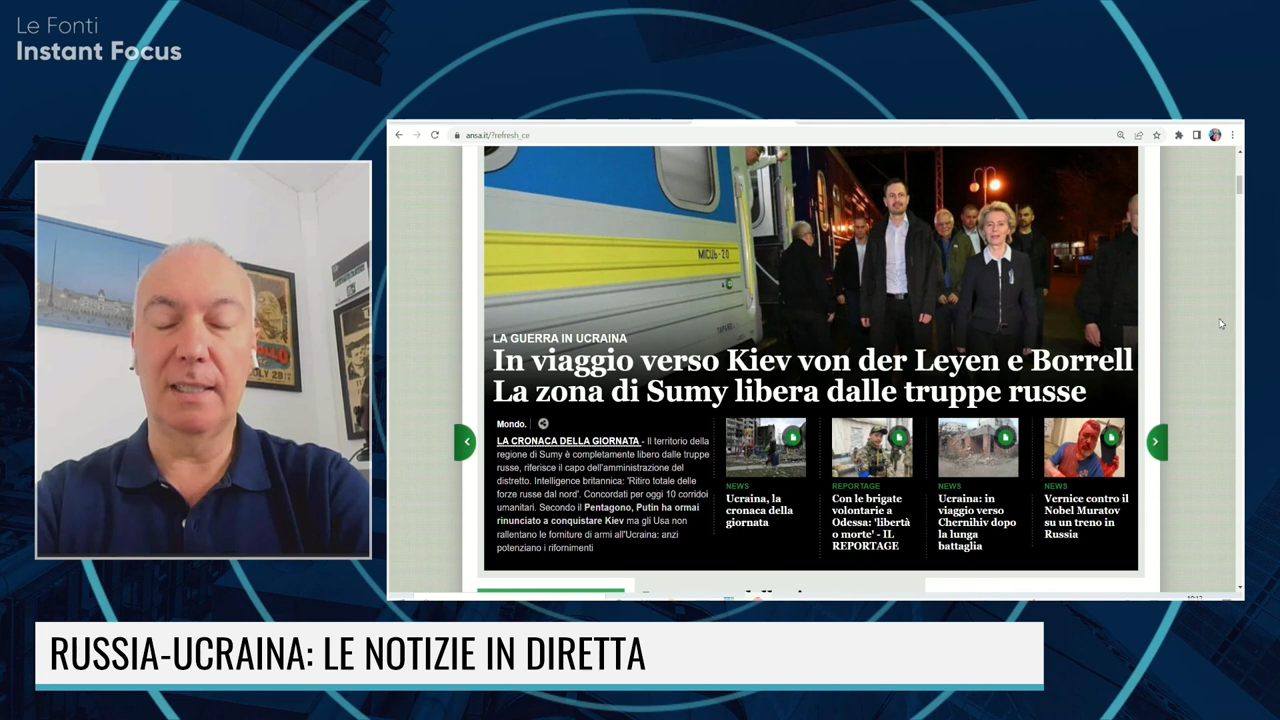 Le Fonti
Instant Focus
ansa.it/?refresh_ce
MICUЬ-20
LA GUERRA IN UCRAINA
In viaggio verso Kiev von der Leyen e Borrell
La zona di Sumy libera dalle truppe russe
Mondo.
LA CRONACA DELLA GIORNATA - Il territorio della
regione di Sumy è completamente libero dalle truppe
russe, riferisce il capo dell'amministrazione del
distretto. Intelligence britannica: 'Ritiro totale delle
forze russe dal nord'. Concordati per oggi 10 corridoi
umanitari. Secondo il Pentagono, Putin ha ormai
rinunciato a conquistare Kiev ma gli Usa non
rallentano le forniture di armi all'Ucraina: anzi
potenziano i rifornimenti
NEWS
Ucraina, la
cronaca della
giornata
REPORTAGE
Con le brigate
volontarie a
Odessa: 'libertà
o morte' - IL
REPORTAGE
NEWS
Ucraina: in
viaggio verso
Chernihiv dopo
la lunga
battaglia
NEWS
Vernice contro il
Nobel Muratov
su un treno in
Russia
RUSSIA-UCRAINA: LE NOTIZIE IN DIRETTA